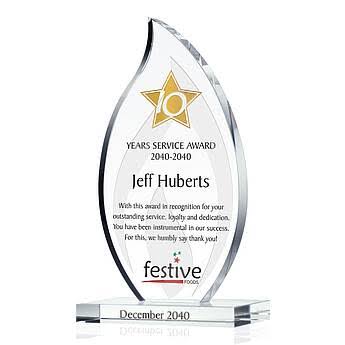 10
YEARS SERVICE AWARD
2040-2040
Jeff Huberts
With this award in recognition for your
outstanding service, loyalty and dedication.
You have been instrumental in our success.
For this, we humbly say thank you!
festive
FOODS
December 2040